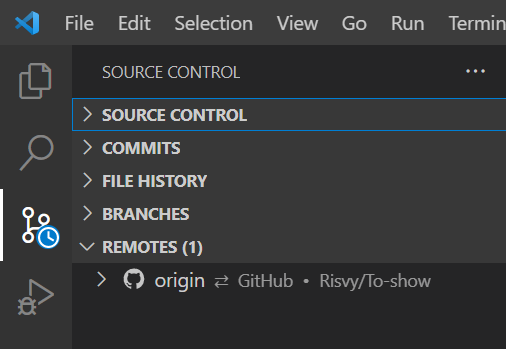 File Edit Selection View Go Run Termin
SOURCE CONTROL ···
SOURCE CONTROL
COMMITS
FILE HISTORY
BRANCHES
REMOTES (1)
origin ⇄ GitHub • Risvy/To-show